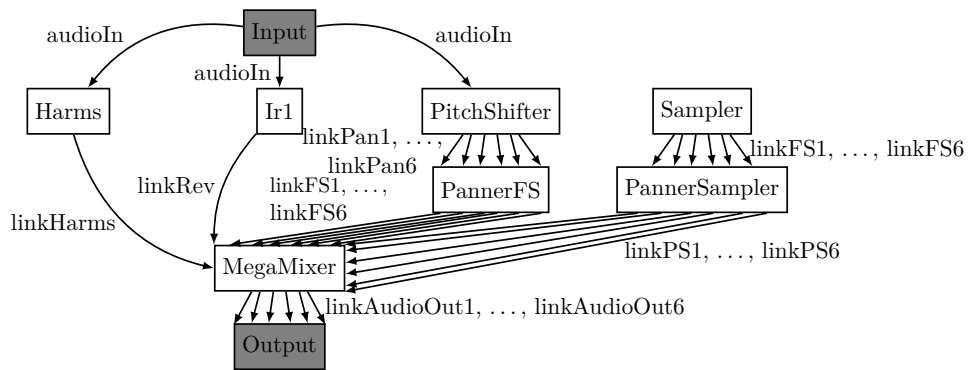 Input
audioIn
audioIn
audioIn
Harms
Ir1
PitchShifter
Sampler
linkPan1, ...,
linkPan6
linkFS1, ..., linkFS6
linkRev
linkFS1, ...,
linkFS6
PannerFS
PannerSampler
linkHarms
MegaMixer
linkPS1, ..., linkPS6
linkAudioOut1, ..., linkAudioOut6
Output